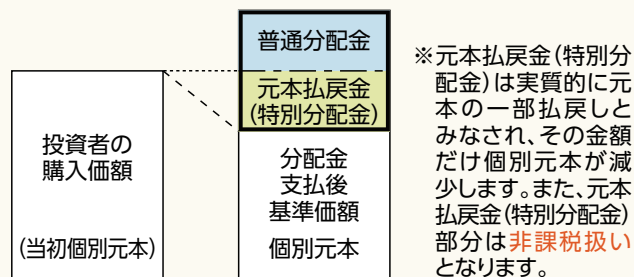 普通分配金
元本払戻金
(特別分配金)
投資者の
購入価額
(当初個別元本)
分配金
支払後
基準価額
個別元本
※元本払戻金(特別分
配金)は実質的に元
本の一部払戻しと
みなされ、その金額
だけ個別元本が減
少します。また、元本
払戻金(特別分配金)
部分は非課税扱い
となります。